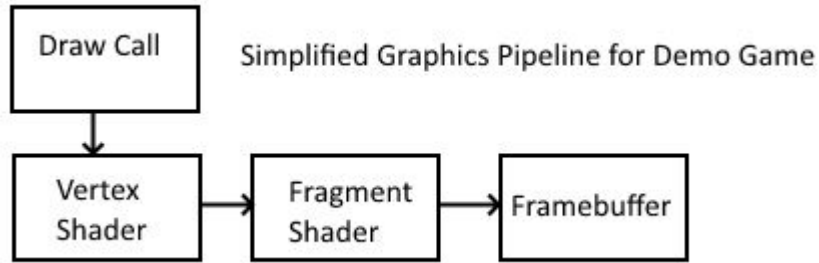 Draw Call
Simplified Graphics Pipeline for Demo Game
Vertex
Shader
Fragment
Shader
Framebuffer